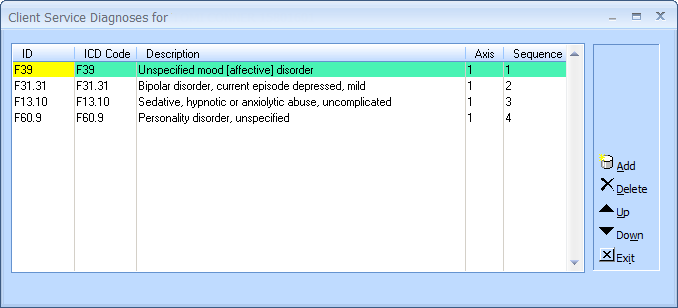 Client Service Diagnoses for
ID ICD Code Description Axis Sequence
F39 F39 Unspecified mood [affective] disorder 1 1
F31.31 F31.31 Bipolar disorder, current episode depressed, mild 1 2
F13.10 F13.10 Sedative, hypnotic or anxiolytic abuse, uncomplicated 1 3
F60.9 F60.9 Personality disorder, unspecified 1 4
Add
Delete
Up
Down
Exit